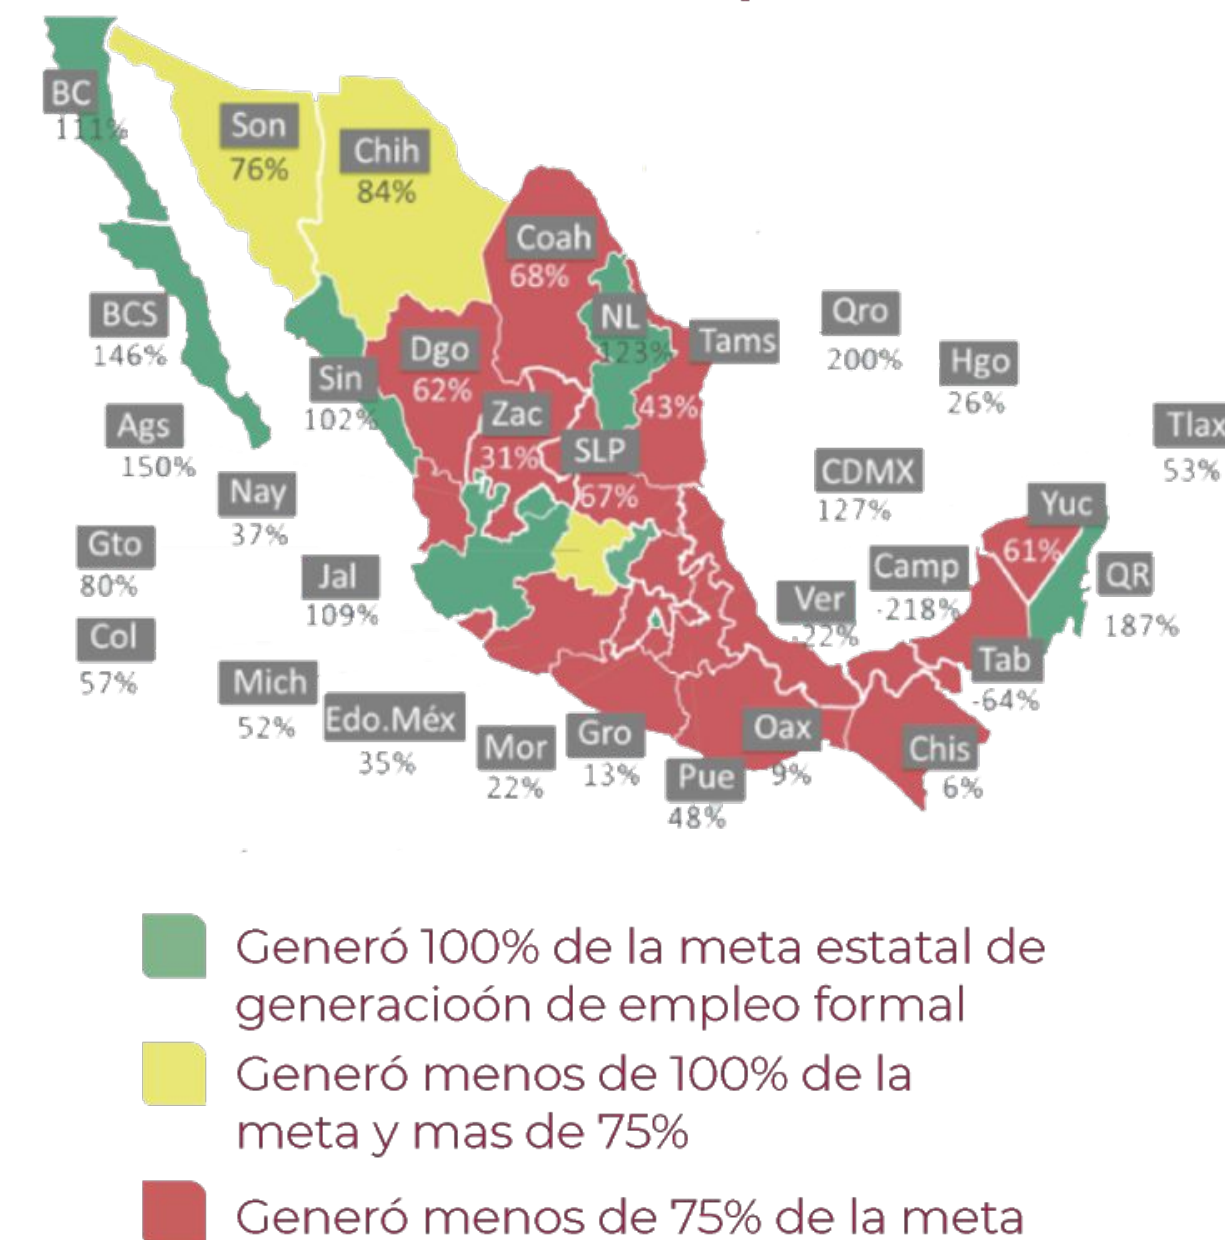 BC
111%
Son
76%
Chih
84%
Coah
68%
BCS
146%
NL
123%
Tams
43%
Qro
200%
Hgo
26%
Dgo
62%
Sin
102%
Zac
31%
SLP
67%
Ags
150%
Nay
37%
CDMX
127%
Tlax
53%
Yuc
61%
Gto
80%
Jal
109%
Camp
-218%
QR
187%
Ver
-22%
Col
57%
Tab
-64%
Mich
52%
Edo.Méx
35%
Mor
22%
Gro
13%
Pue
48%
Oax
9%
Chis
6%
Generó 100% de la meta estatal de
generacioón de empleo formal
Generó menos de 100% de la
meta y mas de 75%
Generó menos de 75% de la meta